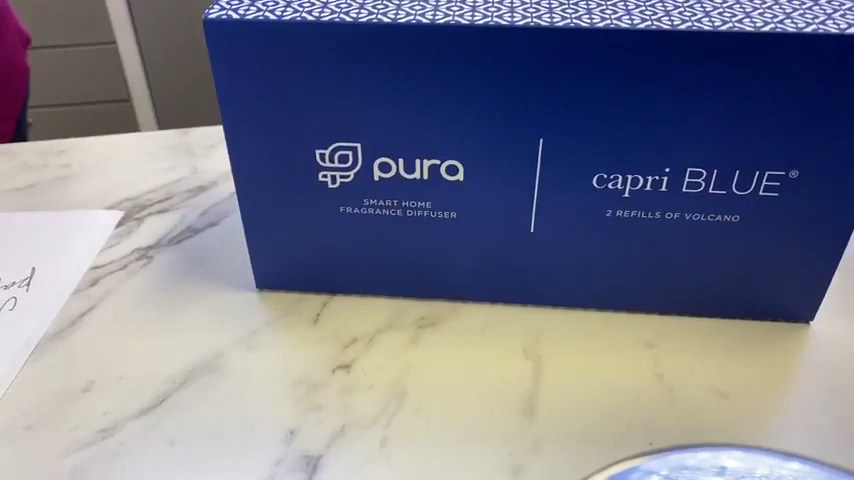 pura
SMART HOME
FRAGRANCE DIFFUSER
capri BLUE®
2 REFILLS OF VOLCANO